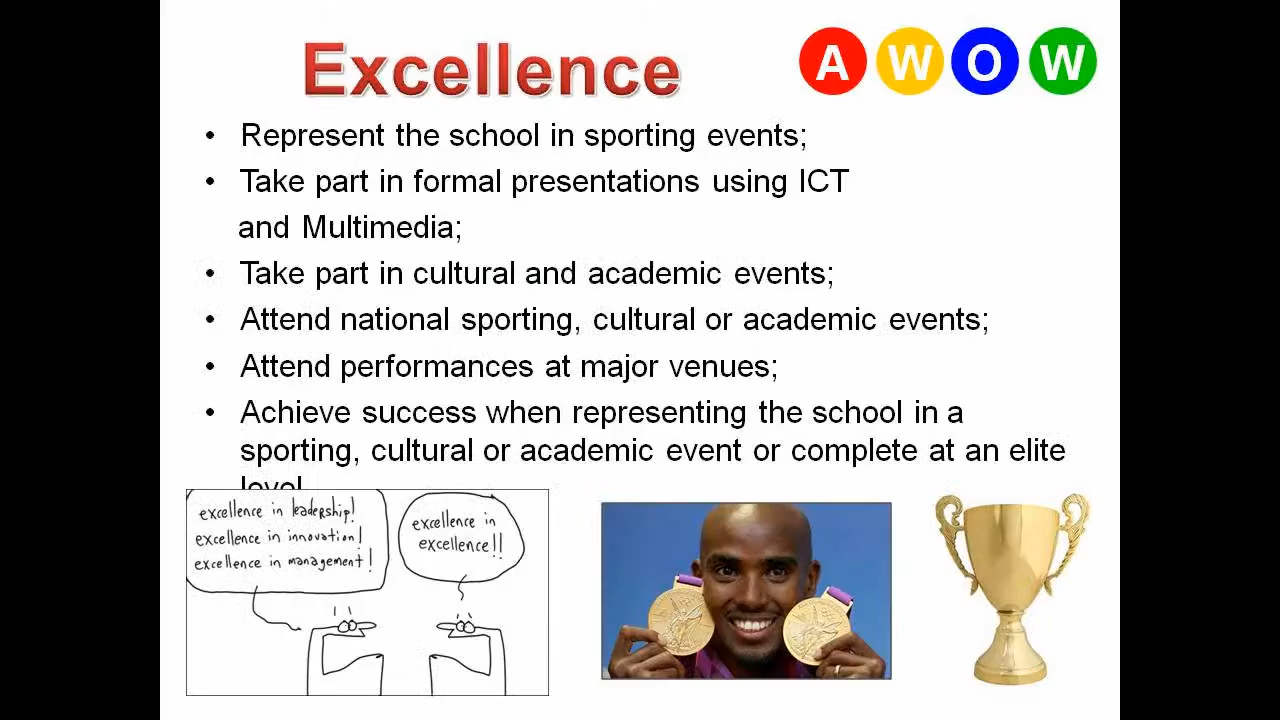 Excellence
A W O W
• Represent the school in sporting events;
• Take part in formal presentations using ICT
and Multimedia;
• Take part in cultural and academic events;
• Attend national sporting, cultural or academic events;
• Attend performances at major venues;
• Achieve success when representing the school in a
sporting, cultural or academic event or complete at an elite
level
excellence in leadership!
excellence in innovation!
excellence in management!
excellence in
excellence!!